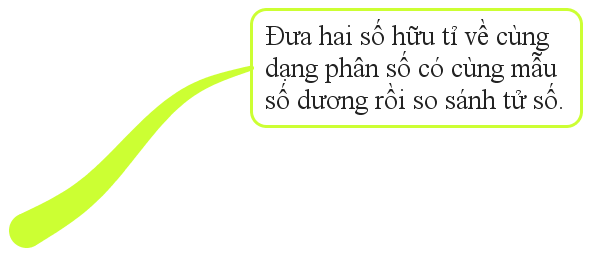 Đưa hai số hữu tỉ về cùng
dạng phân số có cùng mẫu
số dương rồi so sánh tử số.